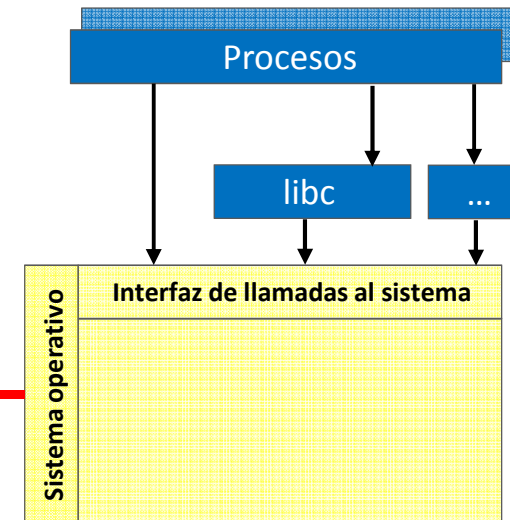 Procesos
libc
...
Interfaz de llamadas al sistema
Sistema operativo